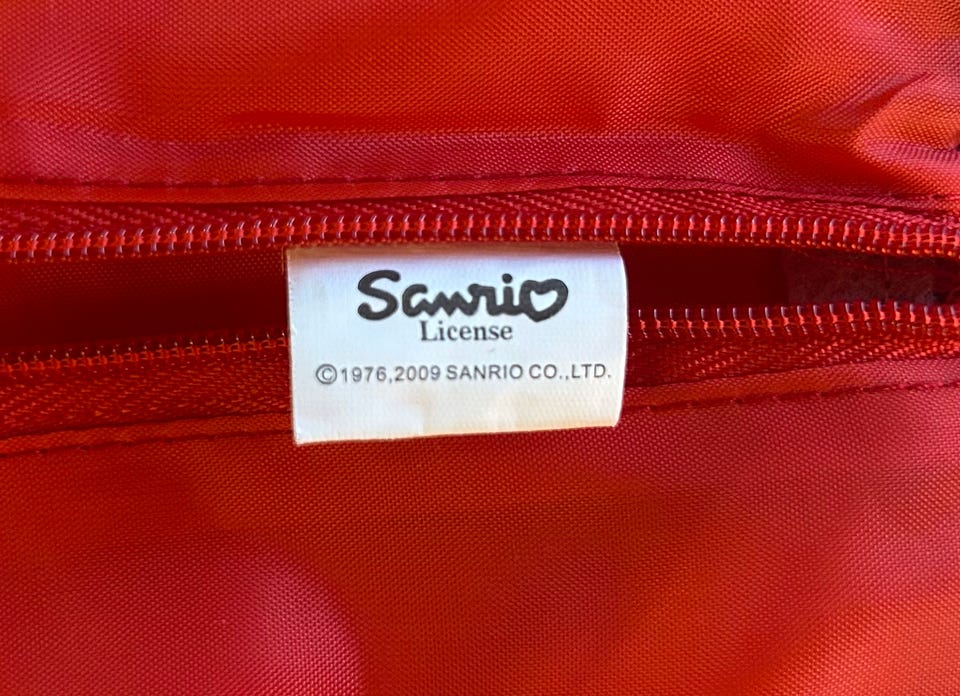 Sanrio
License
©1976,2009 SANRIO CO.,LTD.